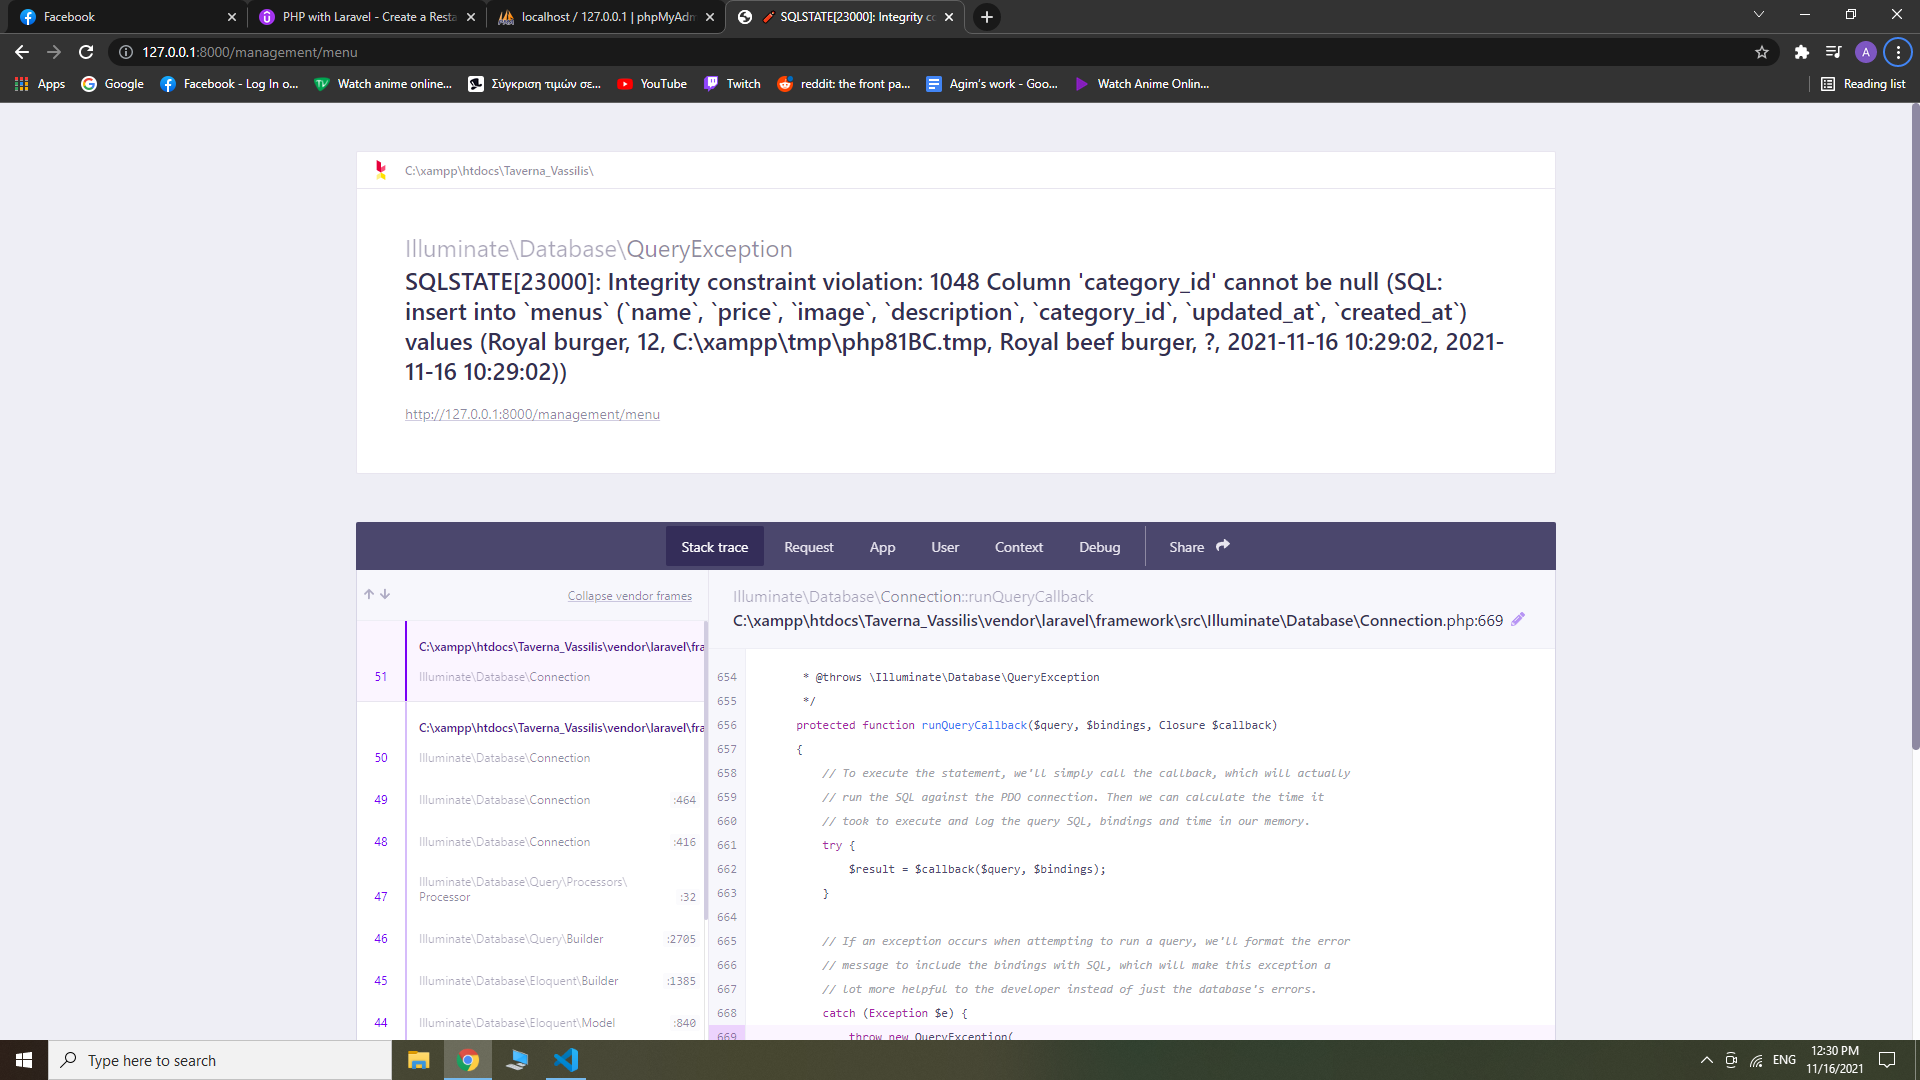 Facebook
PHP with Laravel - Create a Resta
localhost / 127.0.0.1 | phpMyAdm
SQLSTATE[23000]: Integrity co
127.0.0.1:8000/management/menu
A
Apps
Google
Facebook - Log In o...
Watch anime online...
Σύγκριση τιμών σε...
YouTube
Twitch
reddit: the front pa...
Agim's work - Goo...
Watch Anime Onlin...
Reading list
C:\xampp\htdocs\Taverna_Vassilis\
Illuminate\Database\QueryException
SQLSTATE[23000]: Integrity constraint violation: 1048 Column 'category_id' cannot be null (SQL:
insert into `menus` (`name`, `price`, `image`, `description`, `category_id`, `updated_at`, `created_at`)
values (Royal burger, 12, C:\xampp\tmp\php81BC.tmp, Royal beef burger, ?, 2021-11-16 10:29:02, 2021-
11-16 10:29:02))
http://127.0.0.1:8000/management/menu
Stack trace
Request
App
User
Context
Debug
Share
Collapse vendor frames
C:\xampp\htdocs\Taverna_Vassilis\vendor\laravel\fra
51 Illuminate\Database\Connection
C:\xampp\htdocs\Taverna_Vassilis\vendor\laravel\fra
50 Illuminate\Database\Connection
49 Illuminate\Database\Connection :464
48 Illuminate\Database\Connection :416
Illuminate\Database\Query\Processors\
47 Processor :32
46 Illuminate\Database\Query\Builder :2705
45 Illuminate\Database\Eloquent\Builder :1385
44 Illuminate\Database\Eloquent\Model :840
Illuminate\Database\Connection::runQueryCallback
C:\xampp\htdocs\Taverna_Vassilis\vendor\laravel\framework\src\Illuminate\Database\Connection.php:669
654 * @throws \Illuminate\Database\QueryException
655 */
656 protected function runQueryCallback($query, $bindings, Closure $callback)
657 {
658 // To execute the statement, we'll simply call the callback, which will actually
659 // run the SQL against the PDO connection. Then we can calculate the time it
660 // took to execute and log the query SQL, bindings and time in our memory.
661 try {
662 $result = $callback($query, $bindings);
663 }
664
665 // If an exception occurs when attempting to run a query, we'll format the error
666 // message to include the bindings with SQL, which will make this exception a
667 // lot more helpful to the developer instead of just the database's errors.
668 catch (Exception $e) {
669 throw new QueryException(
Type here to search
ENG
12:30 PM
11/16/2021